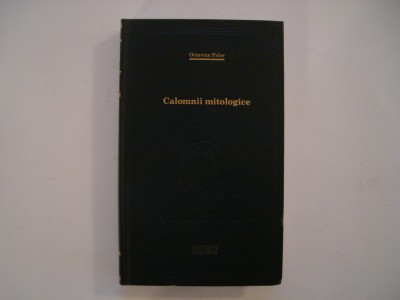 Octavian Paler
Calomnii mitologice